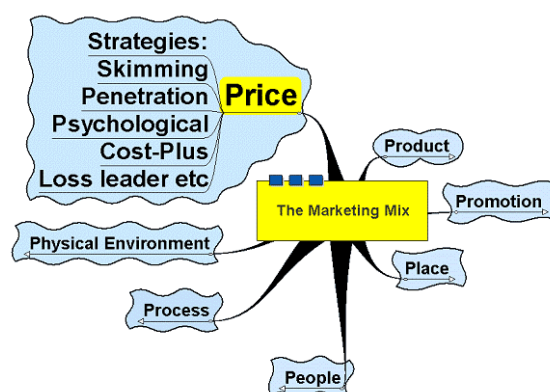 Strategies:
Skimming
Penetration
Psychological
Cost-Plus
Loss leader etc
Price
Product
The Marketing Mix
Promotion
Physical Environment
Place
Process
People